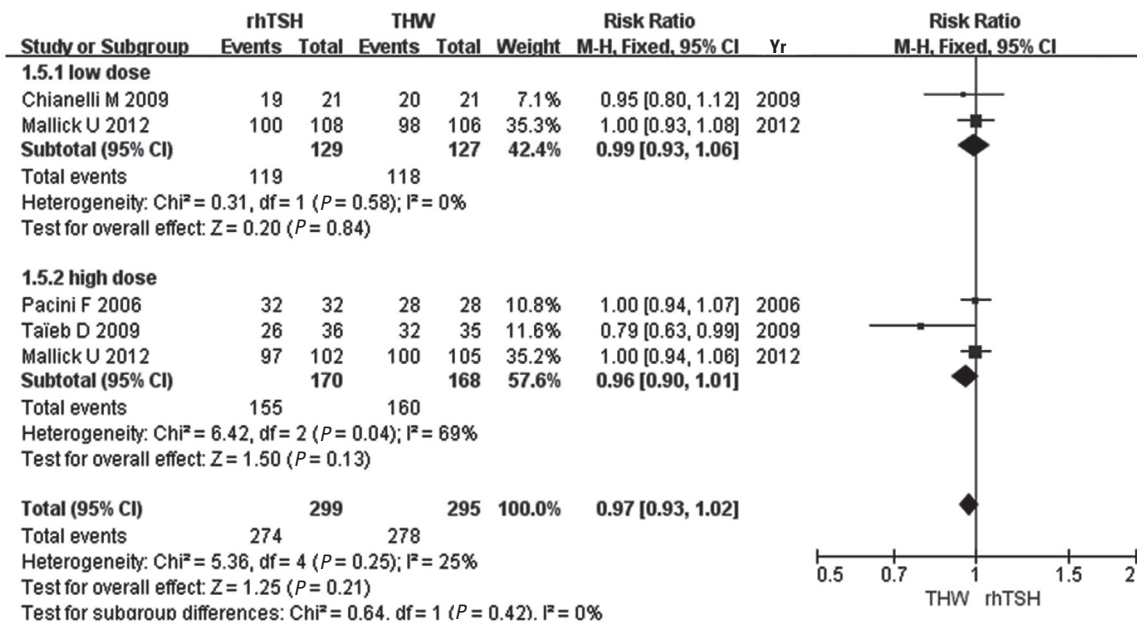 rhTSH THW Risk Ratio Risk Ratio
Study or Subgroup Events Total Events Total Weight M-H, Fixed, 95% CI Yr M-H, Fixed, 95% CI
1.5.1 low dose
Chianelli M 2009 19 21 20 21 7.1% 0.95 [0.80, 1.12] 2009
Mallick U 2012 100 108 98 106 35.3% 1.00 [0.93, 1.08] 2012
Subtotal (95% CI) 129 127 42.4% 0.99 [0.93, 1.06]
Total events 119 118
Heterogeneity: Chi² = 0.31, df = 1 (P = 0.58); I² = 0%
Test for overall effect: Z = 0.20 (P = 0.84)
1.5.2 high dose
Pacini F 2006 32 32 28 28 10.8% 1.00 [0.94, 1.07] 2006
Taïeb D 2009 26 36 32 35 11.6% 0.79 [0.63, 0.99] 2009
Mallick U 2012 97 102 100 105 35.2% 1.00 [0.94, 1.06] 2012
Subtotal (95% CI) 170 168 57.6% 0.96 [0.90, 1.01]
Total events 155 160
Heterogeneity: Chi² = 6.42, df = 2 (P = 0.04); I² = 69%
Test for overall effect: Z = 1.50 (P = 0.13)
Total (95% CI) 299 295 100.0% 0.97 [0.93, 1.02]
Total events 274 278
Heterogeneity: Chi² = 5.36, df = 4 (P = 0.25); I² = 25%
Test for overall effect: Z = 1.25 (P = 0.21)
Test for subgroup differences: Chi² = 0.64, df = 1 (P = 0.42), I² = 0%
0.5 0.7 1 1.5 2
THW rhTSH